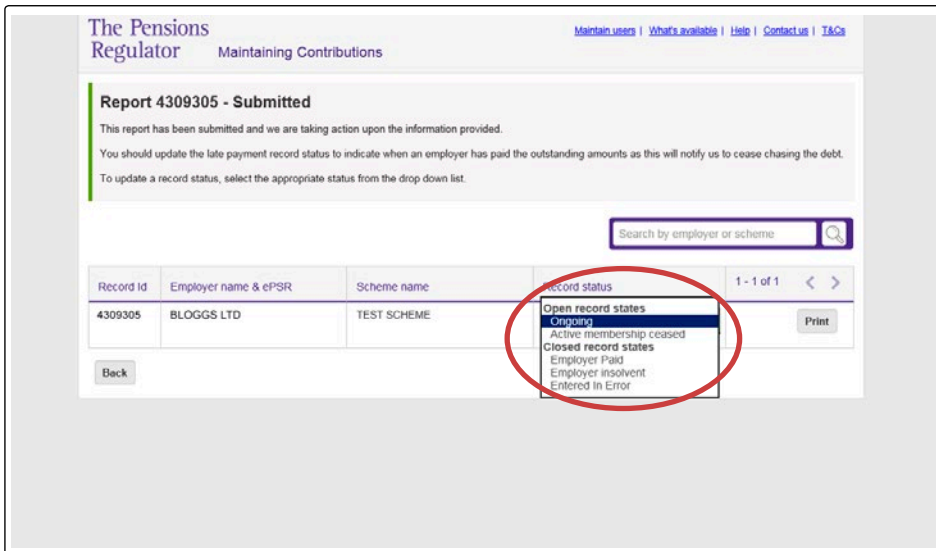 The Pensions
Regulator
Maintaining Contributions
Maintain users | What's available | Help | Contact us | T&Cs
Report 4309305 - Submitted
This report has been submitted and we are taking action upon the information provided.
You should update the late payment record status to indicate when an employer has paid the outstanding amounts as this will notify us to cease chasing the debt.
To update a record status, select the appropriate status from the drop down list.
Search by employer or scheme
Record Id Employer name & ePSR Scheme name Record status 1 - 1 of 1 < >
4309305 BLOGGS LTD TEST SCHEME Print
Open record states
Ongoing
Active membership ceased
Closed record states
Employer Paid
Employer insolvent
Entered In Error
Back